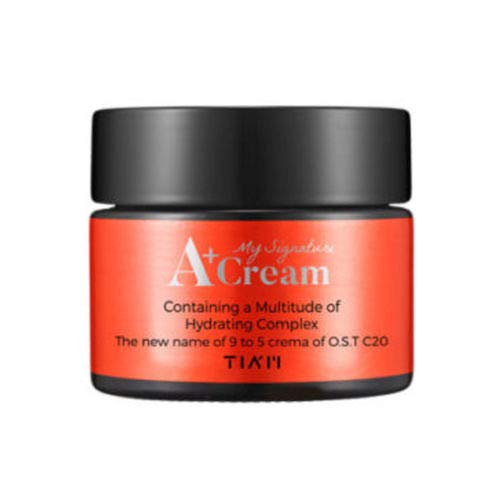 My Signature
A+ Cream
Containing a Multitude of
Hydrating Complex
The new name of 9 to 5 crema of O.S.T C20
TIA'M